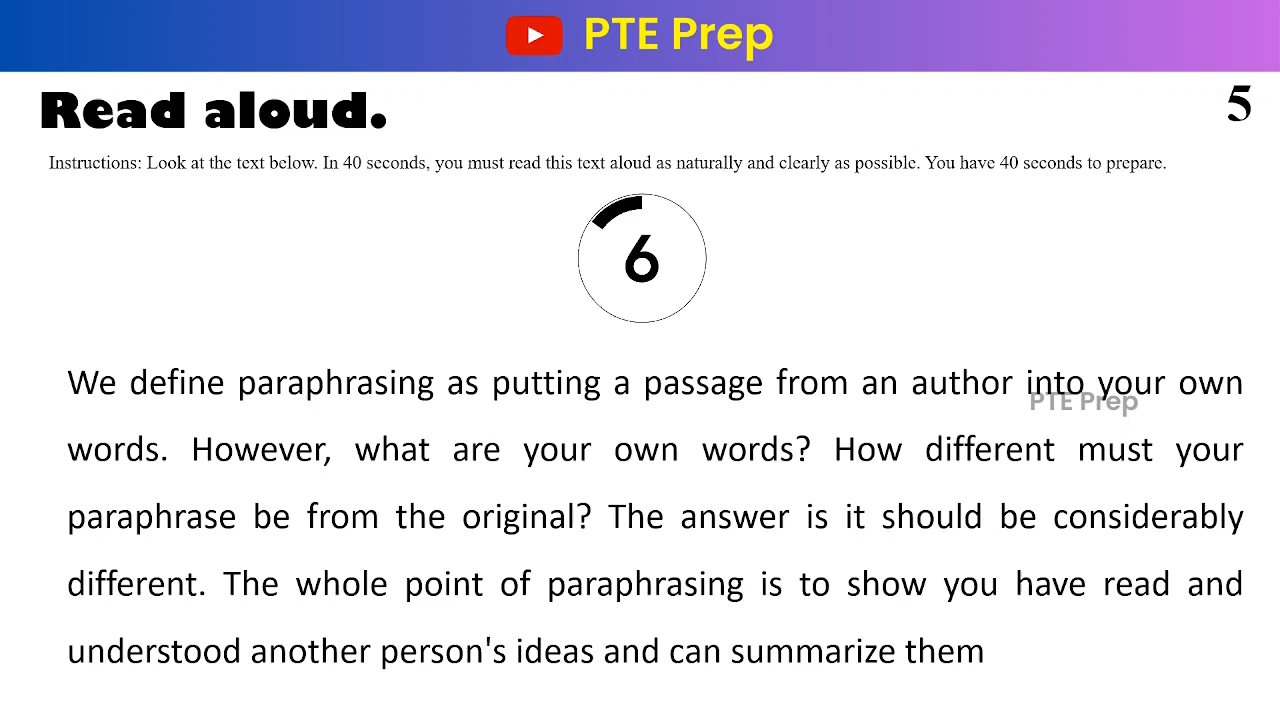 PTE Prep
Read aloud.
5
Instructions: Look at the text below. In 40 seconds, you must read this text aloud as naturally and clearly as possible. You have 40 seconds to prepare.
6
We define paraphrasing as putting a passage from an author into your own
PTE Prep
words. However, what are your own words? How different must your
paraphrase be from the original? The answer is it should be considerably
different. The whole point of paraphrasing is to show you have read and
understood another person's ideas and can summarize them